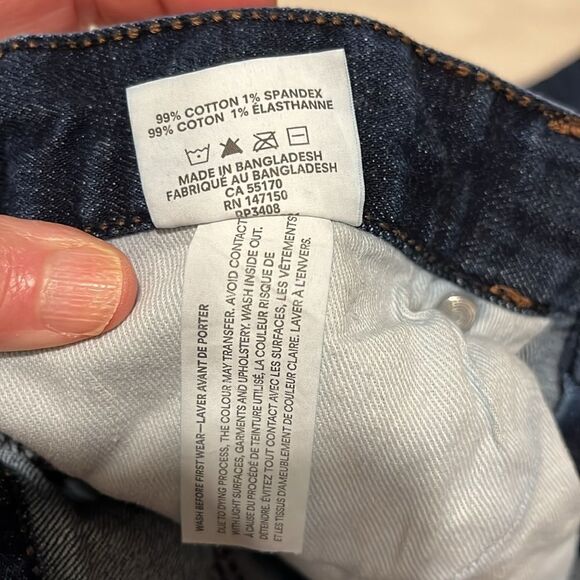 99% COTTON 1% SPANDEX
99% COTON 1% ÉLASTHANNE
MADE IN BANGLADESH
FABRIQUÉ AU BANGLADESH
CA 55170
RN 147150
PP3408
WASH BEFORE FIRST WEAR—LAVER AVANT DE PORTER
DUE TO DYING PROCESS, THE COLOUR MAY TRANSFER. AVOID CONTACT
WITH LIGHT SURFACES, GARMENTS AND UPHOLSTERY. WASH INSIDE OUT.
À CAUSE DU PROCÉDÉ DE TEINTURE UTILISÉ, LA COULEUR RISQUE DE
DÉTEINDRE. ÉVITEZ TOUT CONTACT AVEC LES SURFACES, LES VÊTEMENTS
ET TISSUS D'AMEUBLEMENT DE COULEUR CLAIRE. LAVER À L'ENVERS.